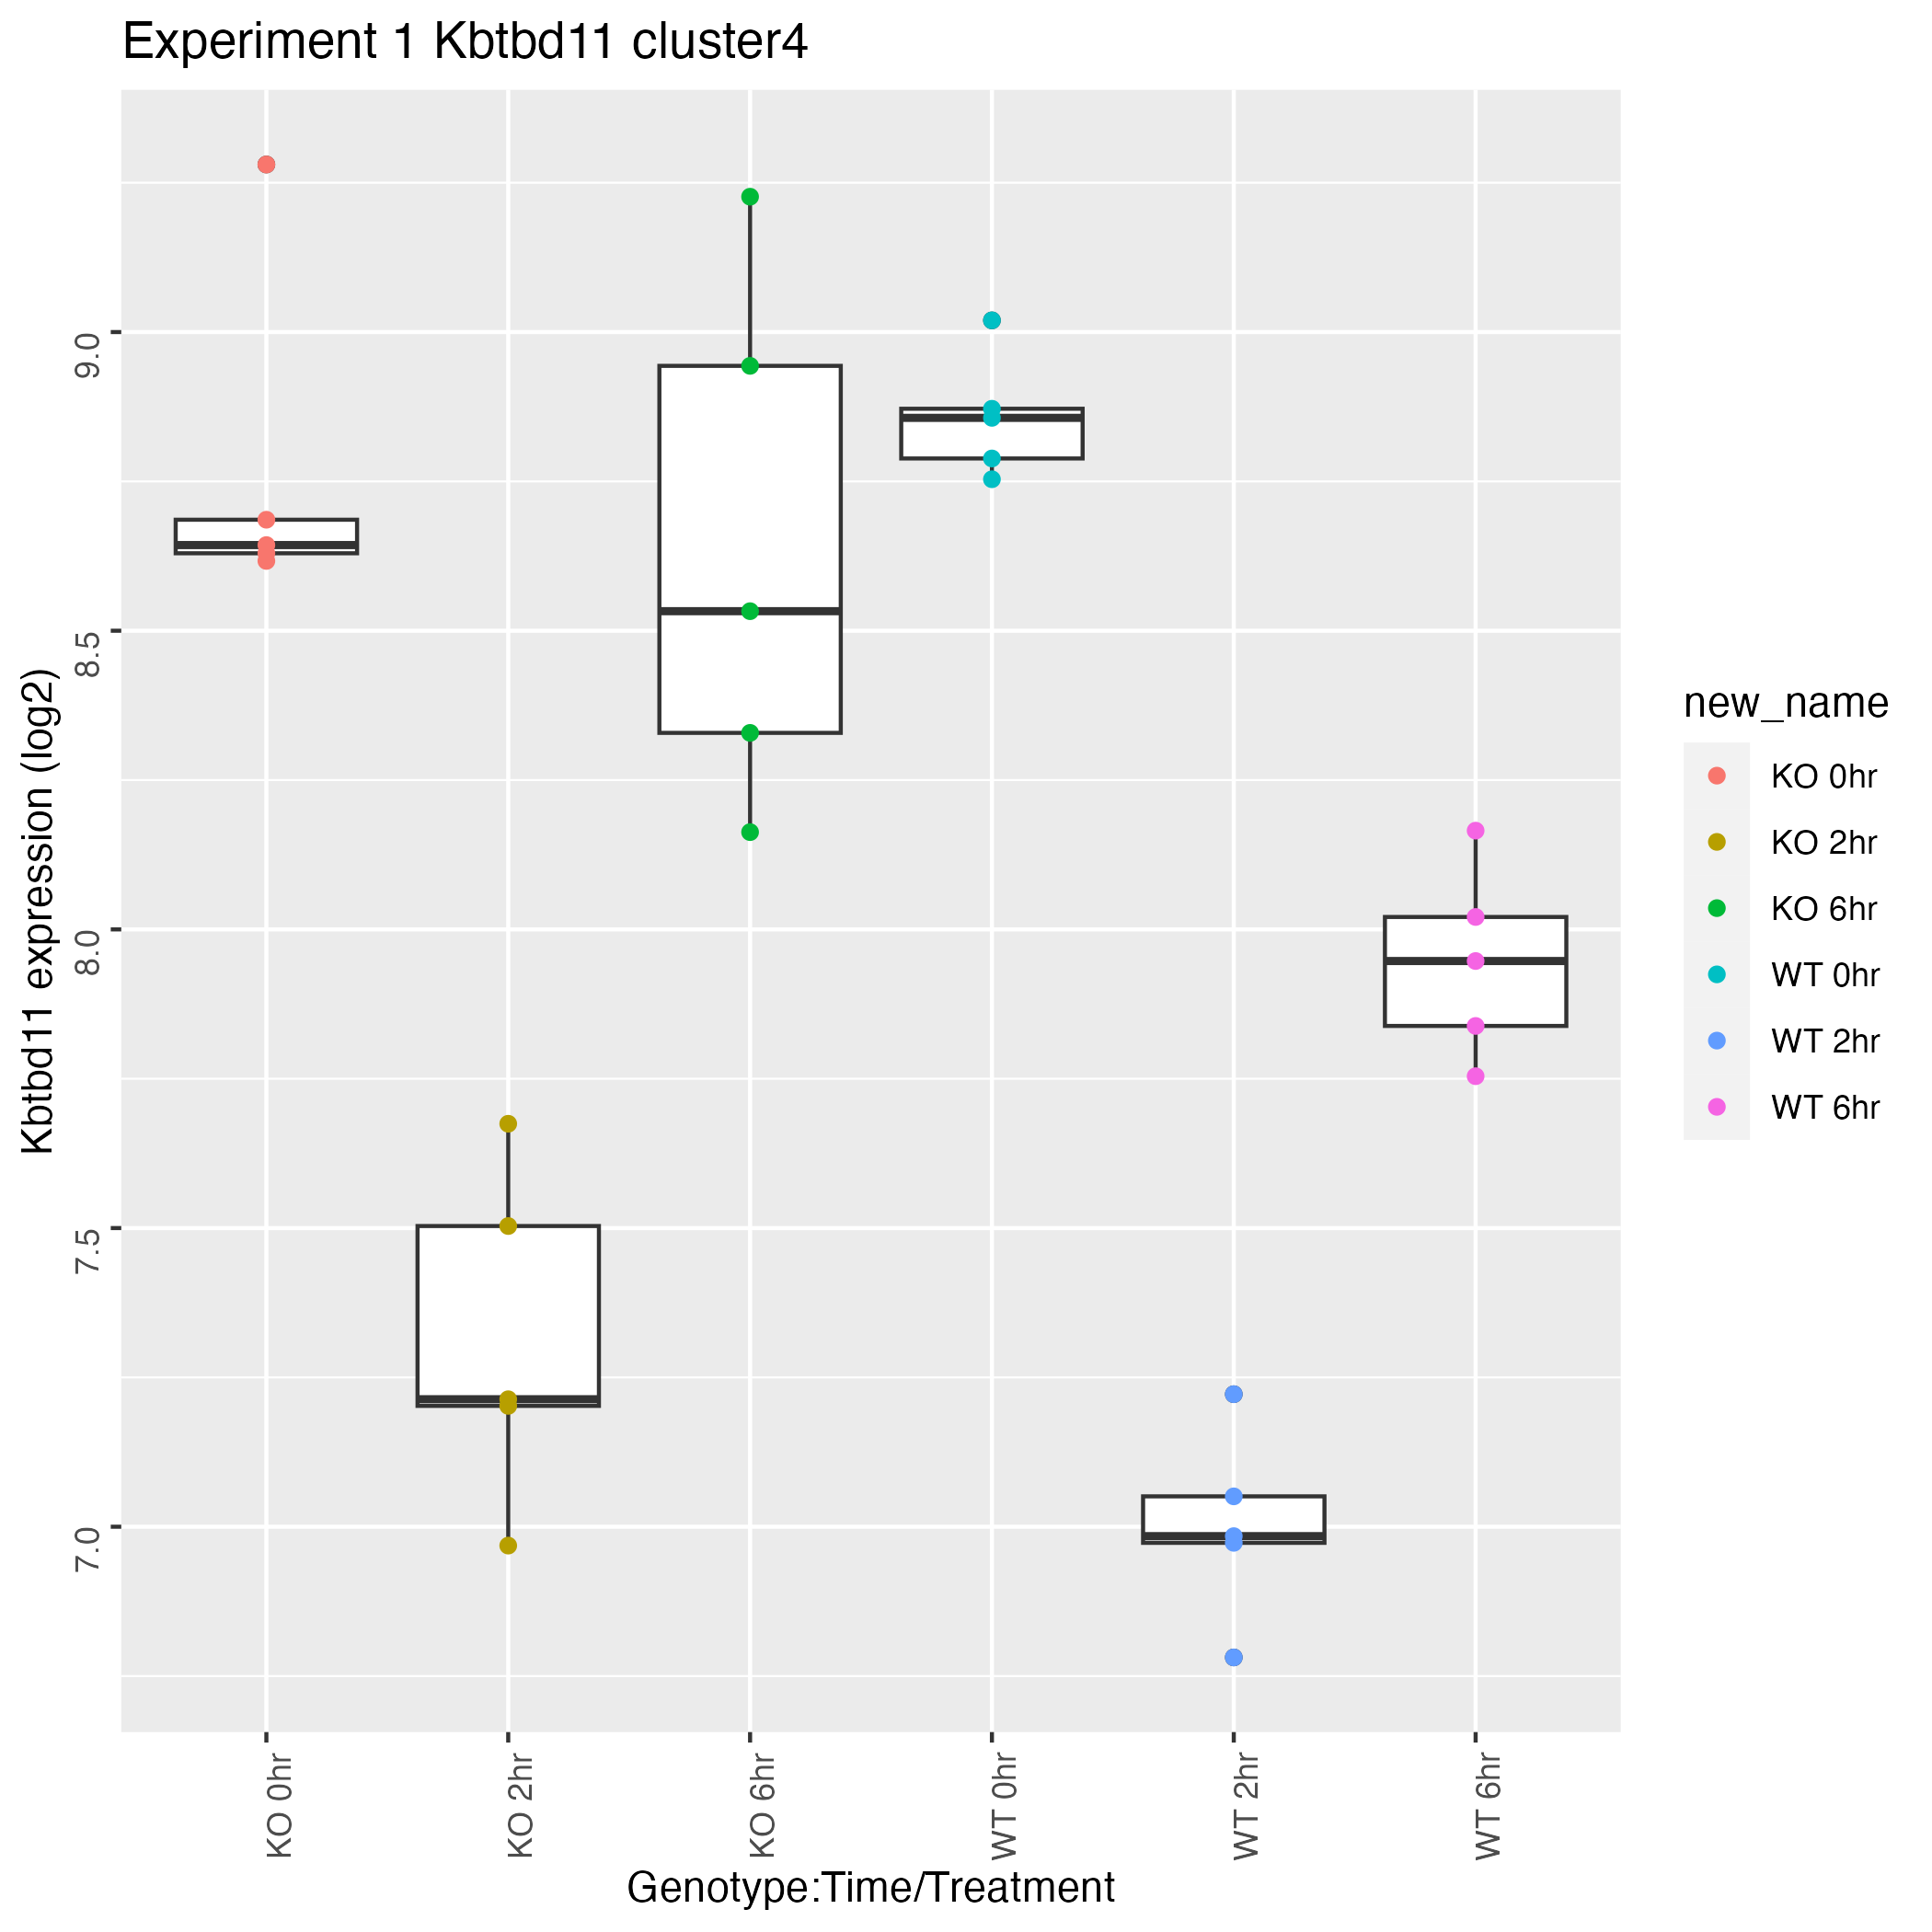 Experiment 1 Kbtbd11 cluster4
Kbtbd11 expression (log2)
9.0
8.5
8.0
7.5
7.0
KO 0hr
KO 2hr
KO 6hr
WT 0hr
WT 2hr
WT 6hr
Genotype:Time/Treatment
new_name
KO 0hr
KO 2hr
KO 6hr
WT 0hr
WT 2hr
WT 6hr